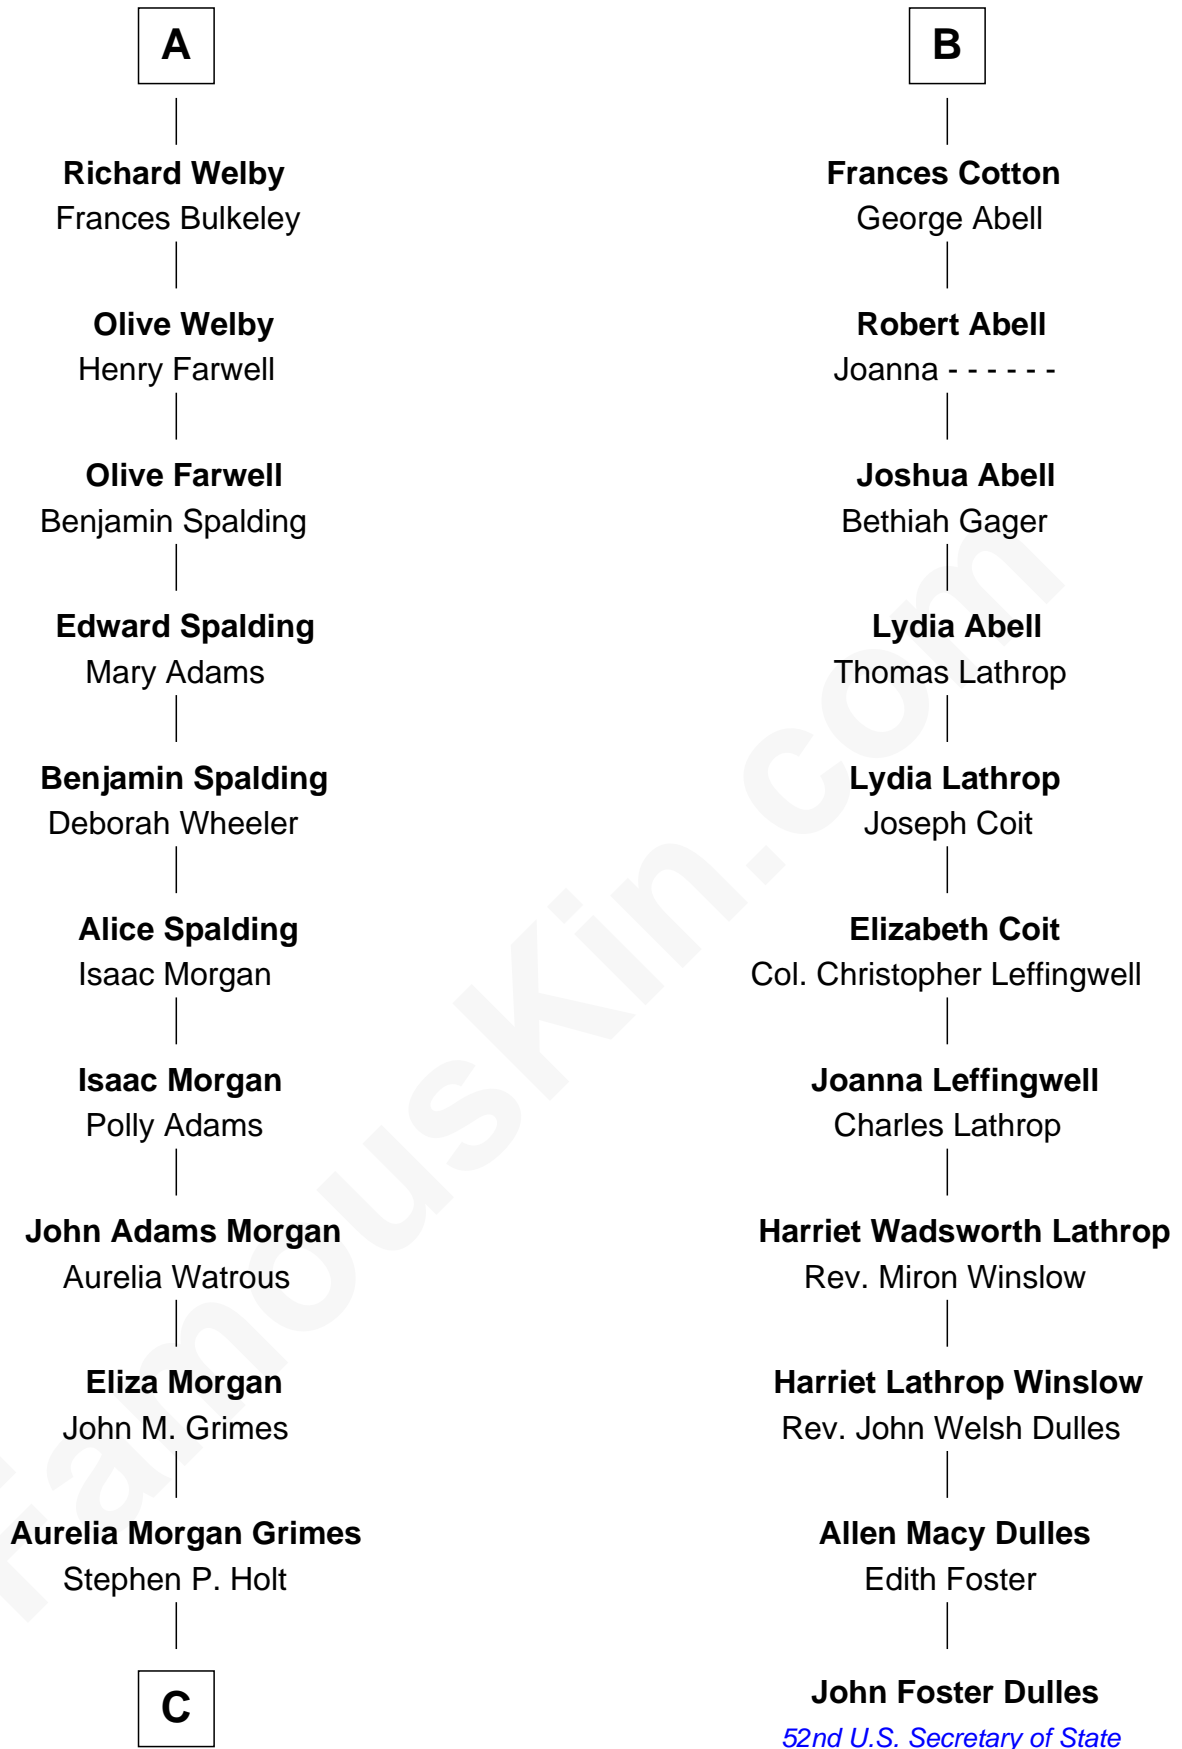 A
Richard Welby
Frances Bulkeley
Olive Welby
Henry Farwell
Olive Farwell
Benjamin Spalding
Edward Spalding
Mary Adams
Benjamin Spalding
Deborah Wheeler
Alice Spalding
Isaac Morgan
Isaac Morgan
Polly Adams
John Adams Morgan
Aurelia Watrous
Eliza Morgan
John M. Grimes
Aurelia Morgan Grimes
Stephen P. Holt
C
B
Frances Cotton
George Abell
Robert Abell
Joanna - - - - - -
Joshua Abell
Bethiah Gager
Lydia Abell
Thomas Lathrop
Lydia Lathrop
Joseph Coit
Elizabeth Coit
Col. Christopher Leffingwell
Joanna Leffingwell
Charles Lathrop
Harriet Wadsworth Lathrop
Rev. Miron Winslow
Harriet Lathrop Winslow
Rev. John Welsh Dulles
Allen Macy Dulles
Edith Foster
John Foster Dulles
52nd U.S. Secretary of State
FamousKin.com